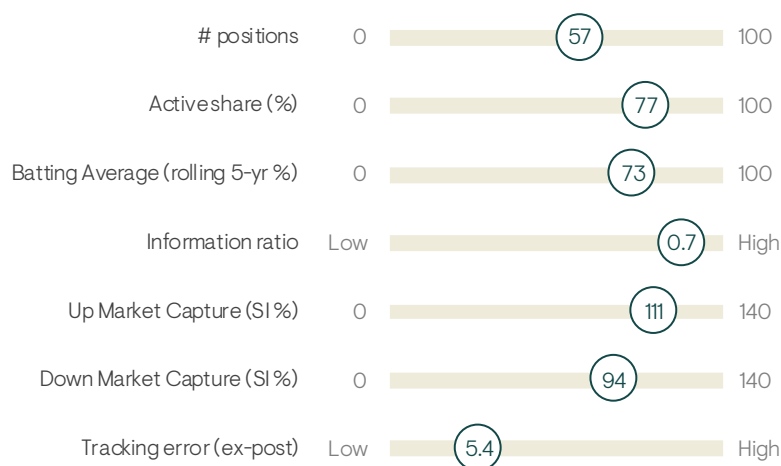 # positions 0 57 100
Active share (%) 0 77 100
Batting Average (rolling 5-yr %) 0 73 100
Information ratio Low 0.7 High
Up Market Capture (SI %) 0 111 140
Down Market Capture (SI %) 0 94 140
Tracking error (ex-post) Low 5.4 High